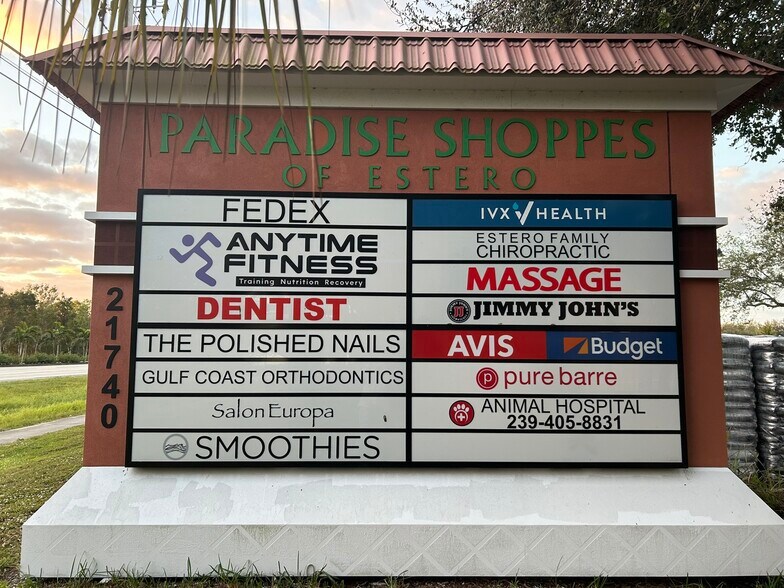 PARADISE SHOPPES
OF ESTERO
21740
FEDEX
ANYTIME
FITNESS
Training Nutrition Recovery
DENTIST
THE POLISHED NAILS
GULF COAST ORTHODONTICS
Salon Europa
SMOOTHIES
IVX HEALTH
ESTERO FAMILY
CHIROPRACTIC
MASSAGE
JIMMY JOHN'S
AVIS Budget
pure barre
ANIMAL HOSPITAL
239-405-8831